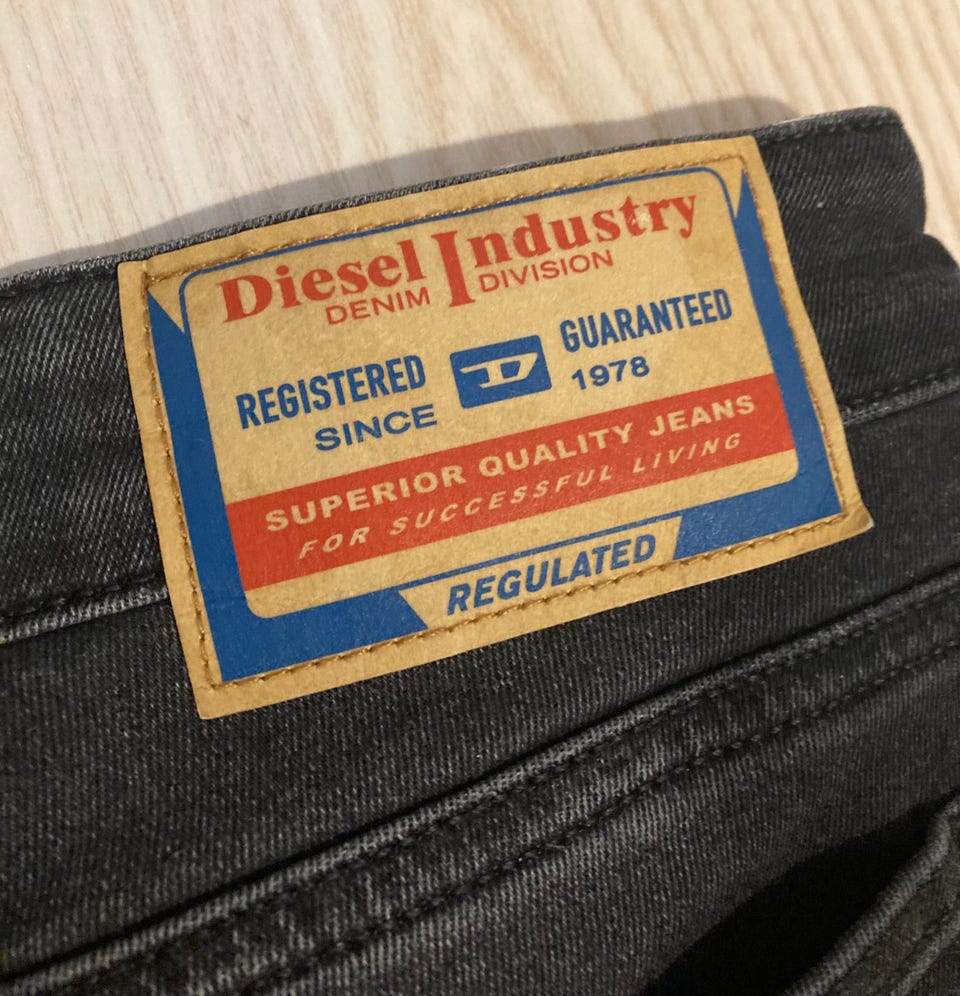 Diesel Industry
DENIM DIVISION
REGISTERED D GUARANTEED
SINCE 1978
SUPERIOR QUALITY JEANS
FOR SUCCESSFUL LIVING
REGULATED